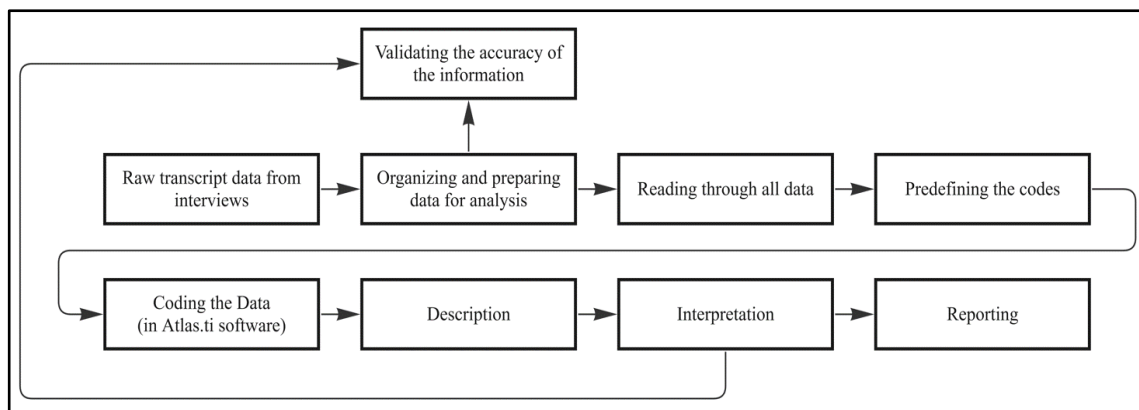 Validating the accuracy of
the information
Raw transcript data from
interviews
Organizing and preparing
data for analysis
Reading through all data
Predefining the codes
Coding the Data
(in Atlas.ti software)
Description
Interpretation
Reporting